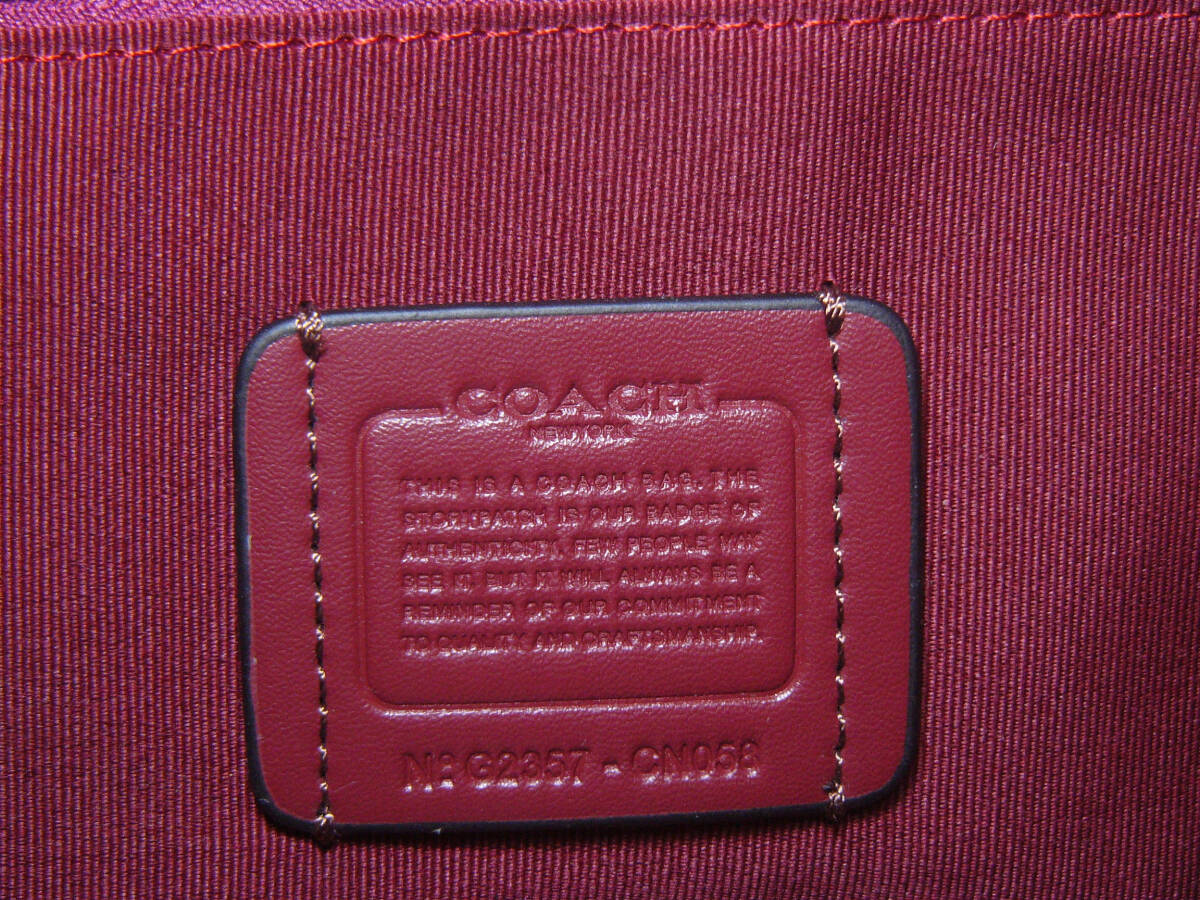 COACH
NEW YORK
THIS IS A COACH BAG. THE
STORYPATCH IS OUR BADGE OF
AUTHENTICITY. FEW PEOPLE MAY
SEE IT, BUT IT WILL ALWAYS BE A
REMINDER OF OUR COMMITMENT
TO QUALITY AND CRAFTSMANSHIP.
Nº G2357 - CN058